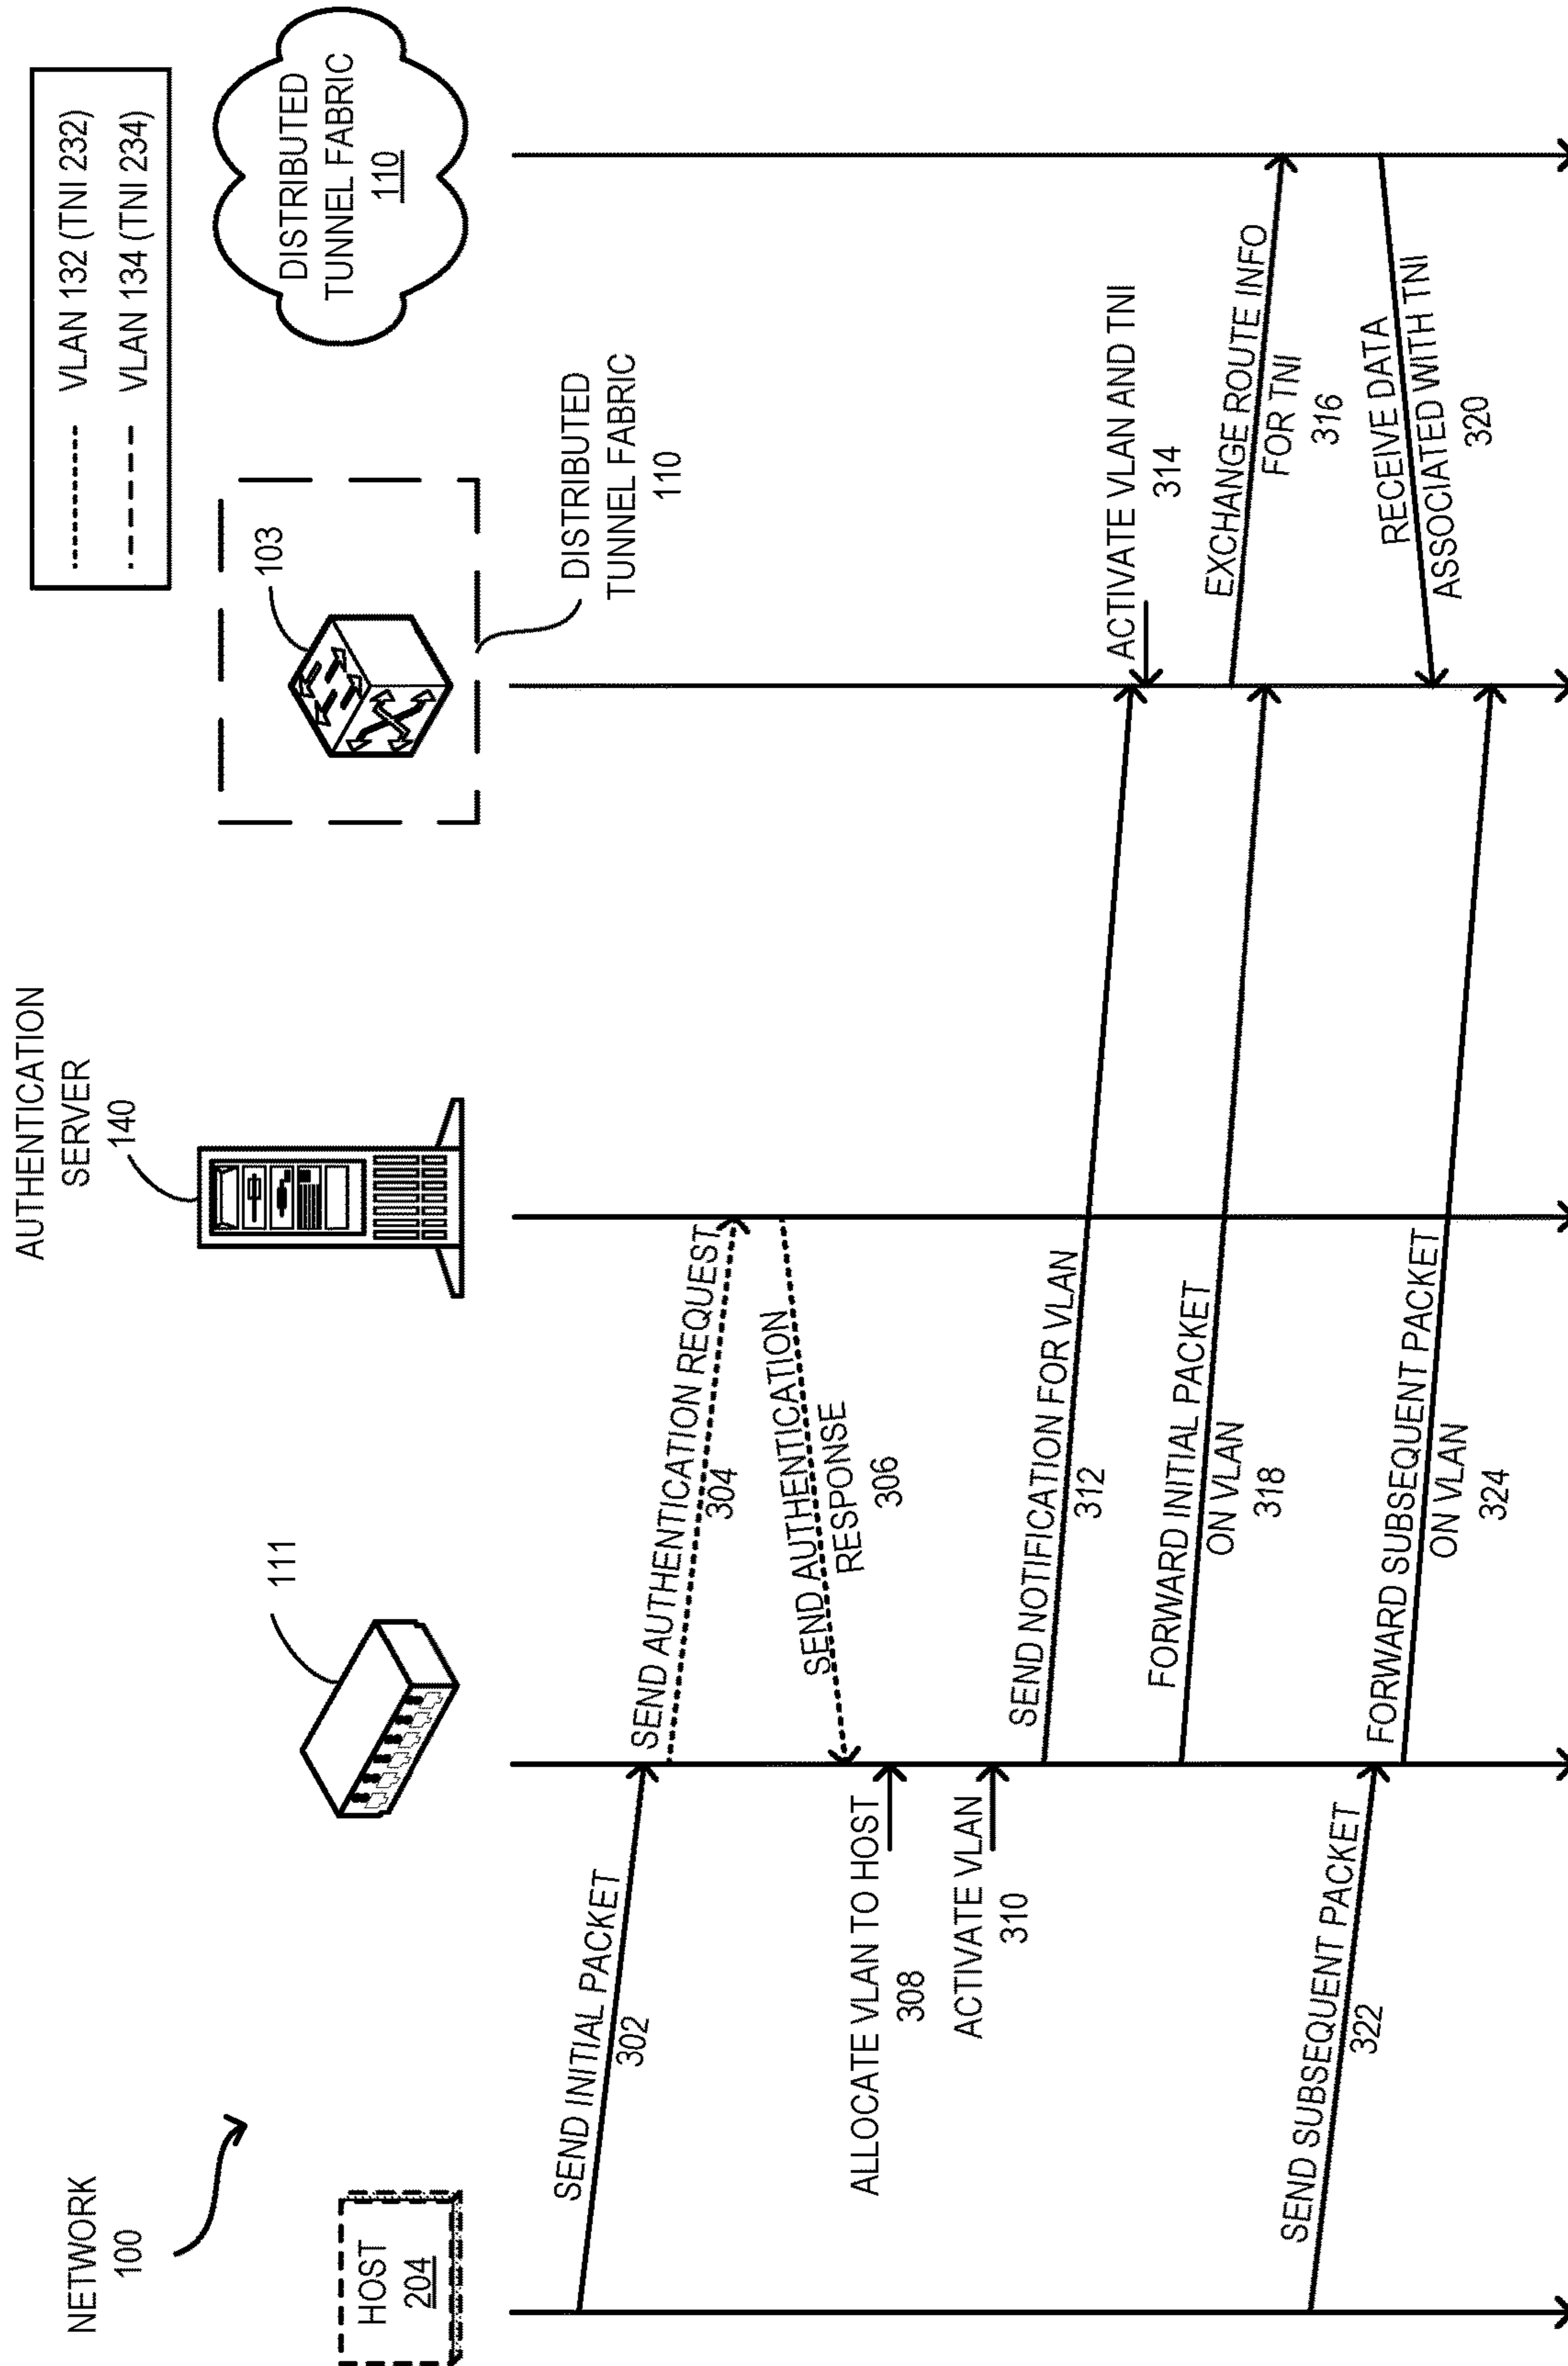 NETWORK
100
AUTHENTICATION
SERVER
140
VLAN 132 (TNI 232)
VLAN 134 (TNI 234)
HOST
204
111
103
DISTRIBUTED
TUNNEL FABRIC
110
DISTRIBUTED
TUNNEL FABRIC
110
SEND INITIAL PACKET
302
SEND AUTHENTICATION REQUEST
304
SEND AUTHENTICATION
RESPONSE
306
ALLOCATE VLAN TO HOST
308
ACTIVATE VLAN
310
SEND NOTIFICATION FOR VLAN
312
ACTIVATE VLAN AND TNI
314
EXCHANGE ROUTE INFO
FOR TNI
316
FORWARD INITIAL PACKET
ON VLAN
318
RECEIVE DATA
ASSOCIATED WITH TNI
320
SEND SUBSEQUENT PACKET
322
FORWARD SUBSEQUENT PACKET
ON VLAN
324